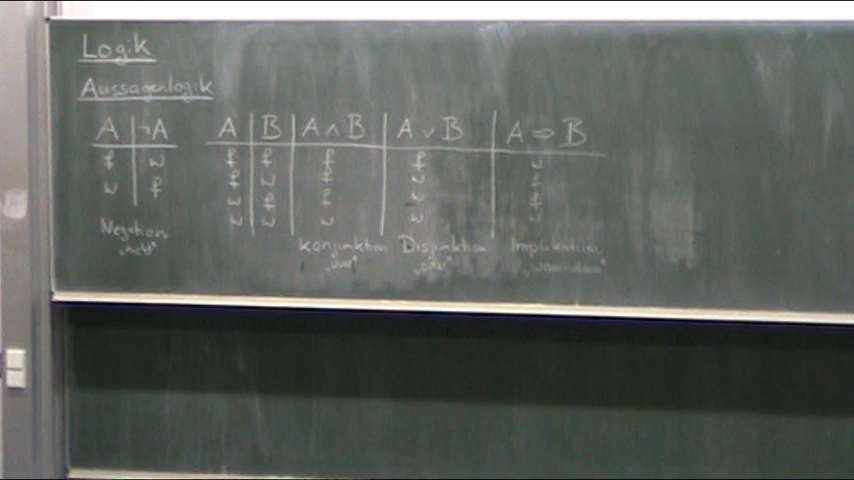 Logik
Aussagenlogik
A ¬A A B A ∧ B A ∨ B A ⇒ B
f w f f f f w
w f f w f w
w f f w f
w w w w w
Negation Konjunktion Disjunktion Implikation
"nicht" "und" "oder" "wenn-dann"